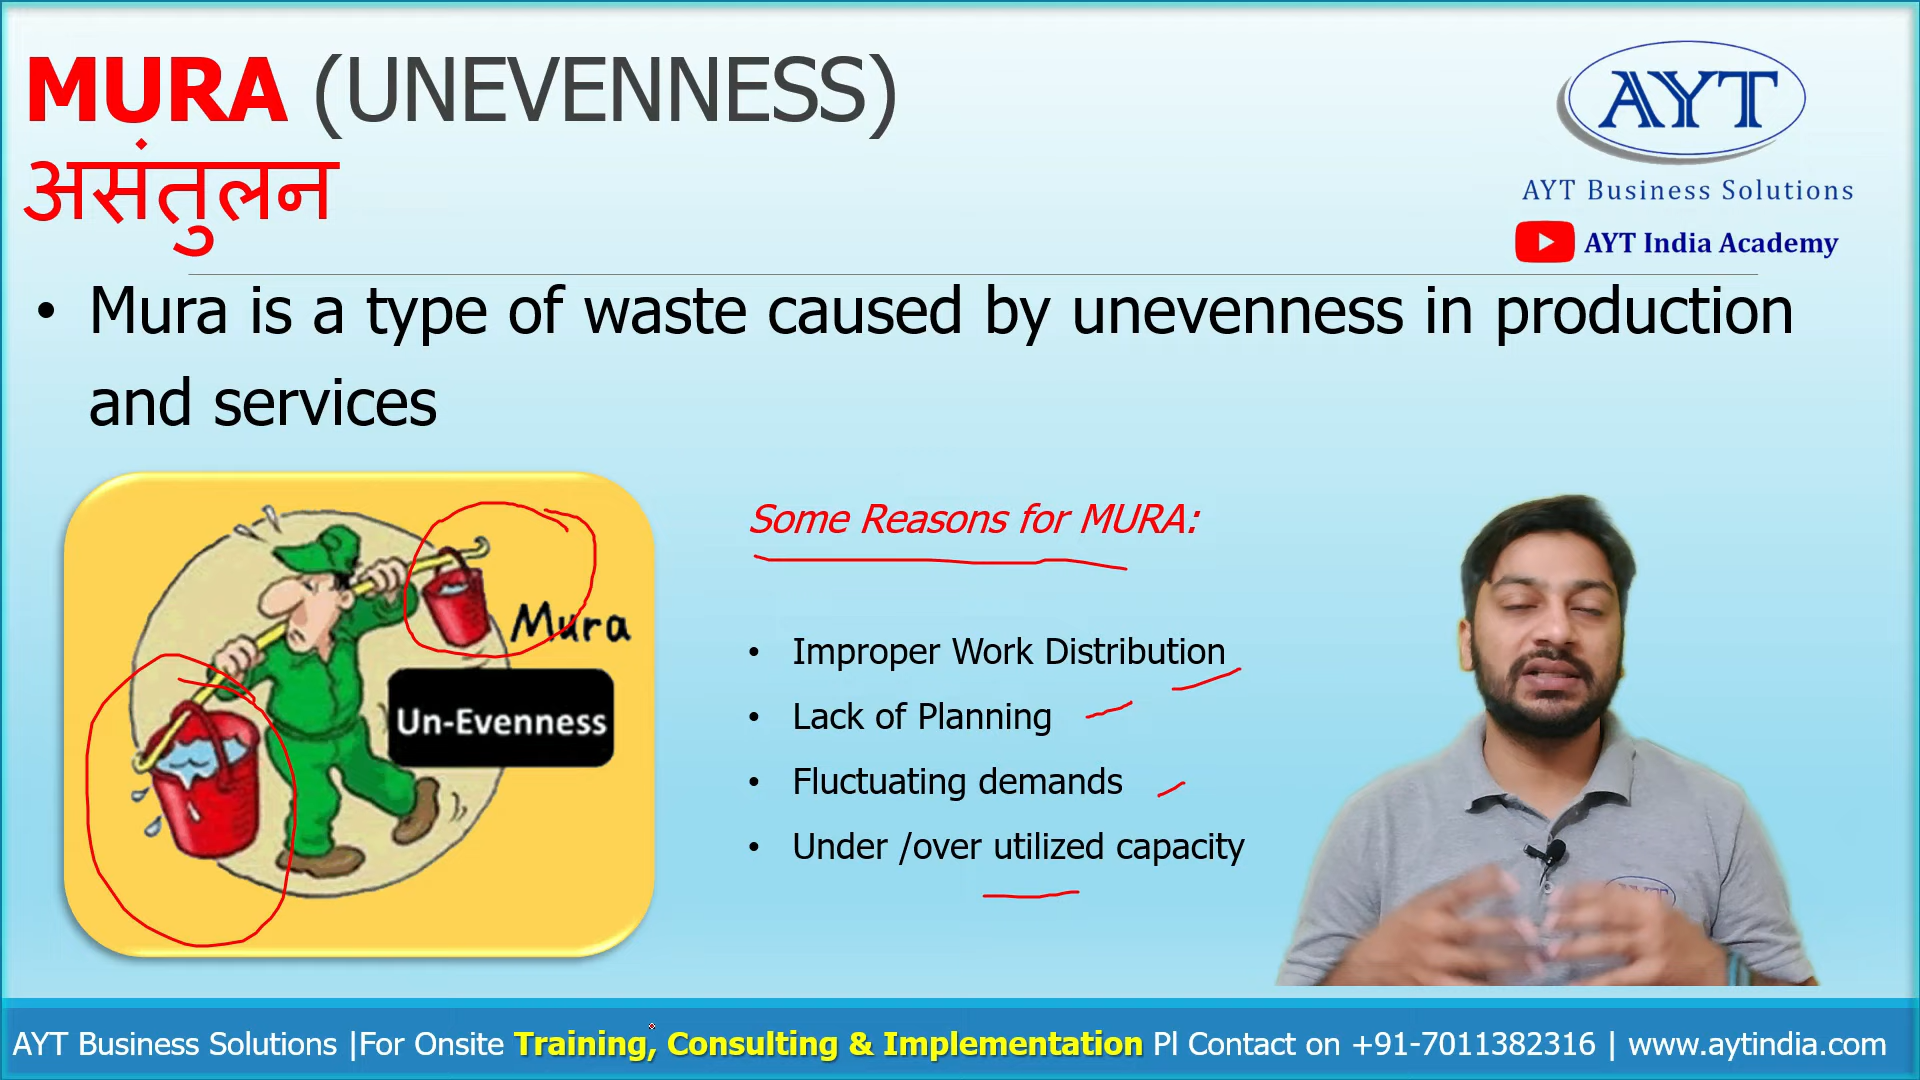 MURA (UNEVENNESS)
असंतुलन
AYT
AYT Business Solutions
AYT India Academy
• Mura is a type of waste caused by unevenness in production
and services
Mura
Un-Evenness
Some Reasons for MURA:
• Improper Work Distribution
• Lack of Planning
• Fluctuating demands
• Under /over utilized capacity
AYT
AYT Business Solutions |For Onsite Training, Consulting & Implementation Pl Contact on +91-7011382316 | www.aytindia.com